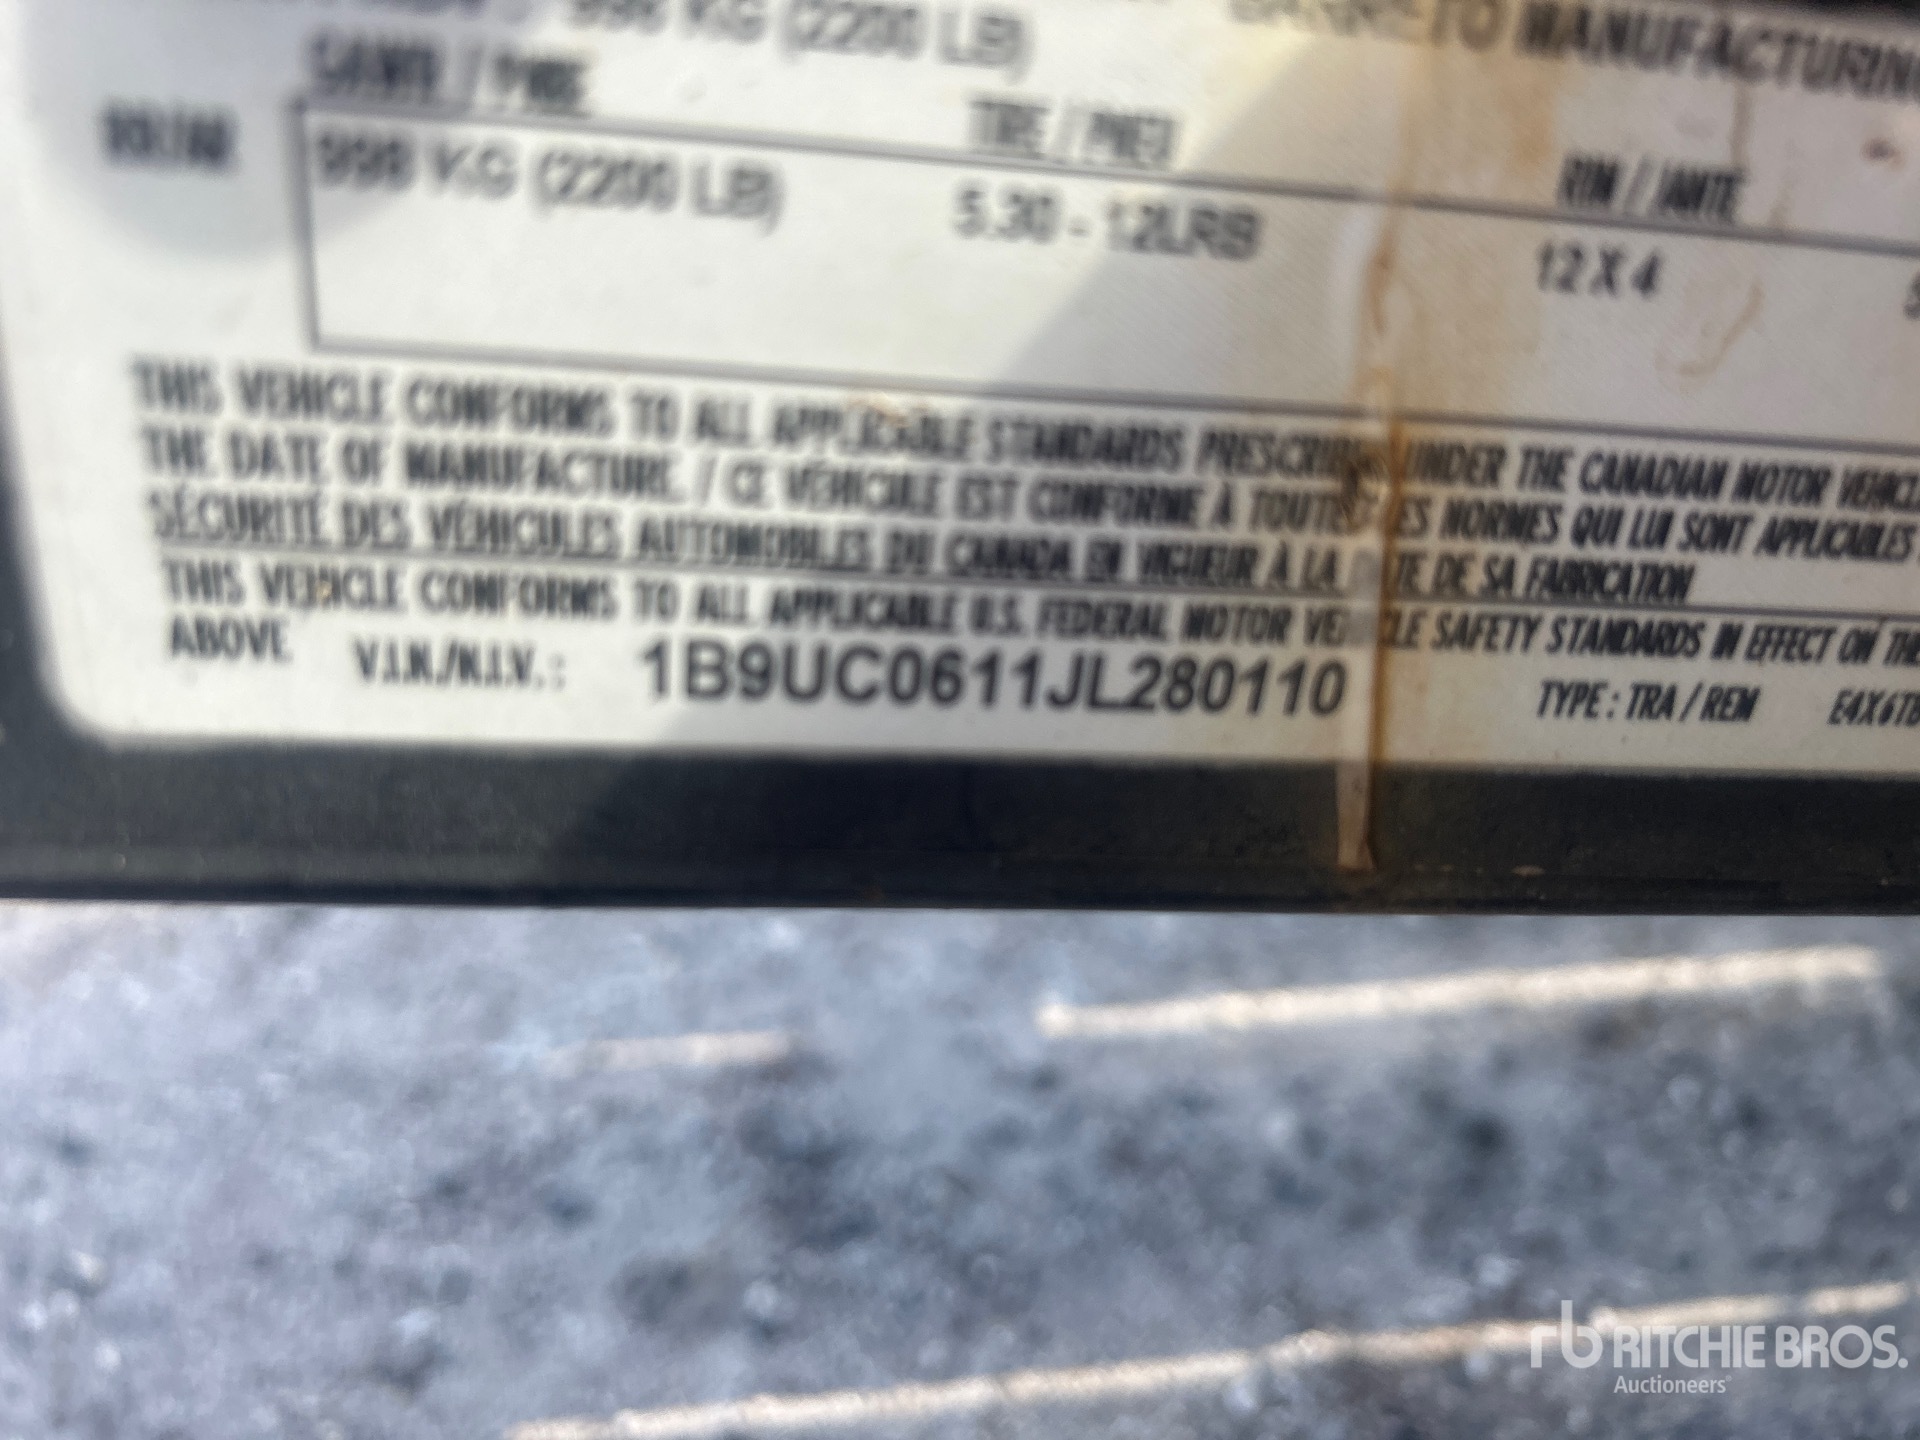 998 KG (2200 LB) BARRETO MANUFACTURING
GAWR / PNBE TIRE / PNEU RIM / JANTE
998 KG (2200 LB) 5.30 - 12LRB 12 X 4
THIS VEHICLE CONFORMS TO ALL APPLICABLE STANDARDS PRESCRIBED UNDER THE CANADIAN MOTOR VEHICLE
THE DATE OF MANUFACTURE. / CE VÉHICULE EST CONFORME À TOUTES LES NORMES QUI LUI SONT APPLICABLES
SÉCURITÉ DES VÉHICULES AUTOMOBILES DU CANADA EN VIGUEUR À LA DATE DE SA FABRICATION
THIS VEHICLE CONFORMS TO ALL APPLICABLE U.S. FEDERAL MOTOR VEHICLE SAFETY STANDARDS IN EFFECT ON THE
ABOVE V.I.N./N.I.V. : 1B9UC0611JL280110 TYPE : TRA / REM E4X6TB
rb RITCHIE BROS.
Auctioneers